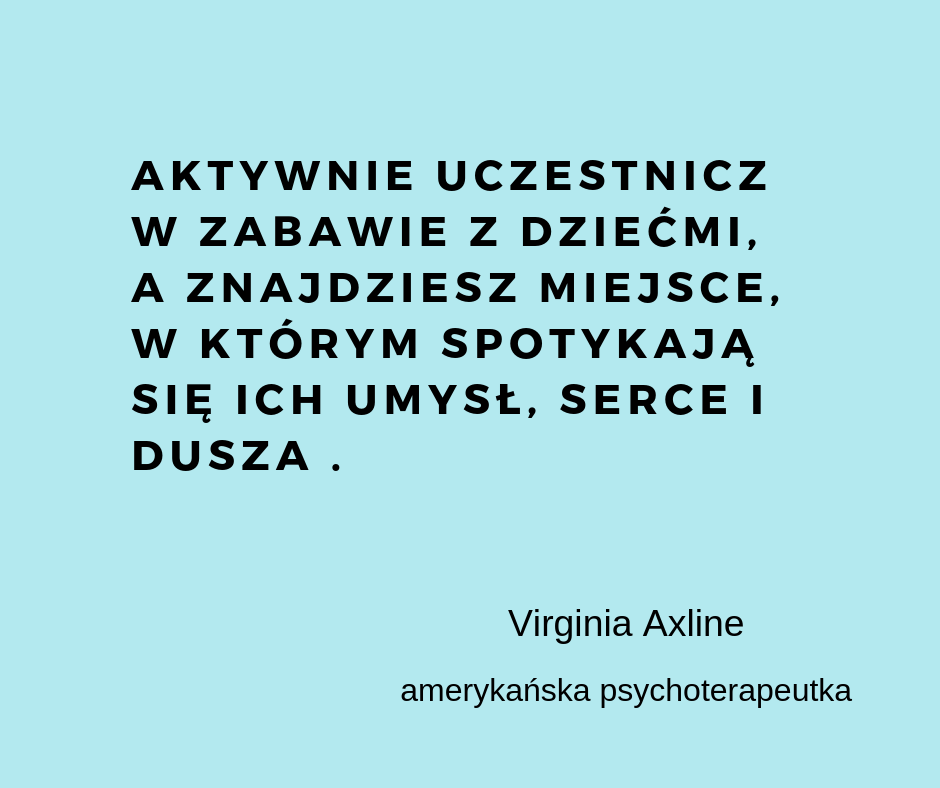 AKTYWNIE UCZESTNICZ
W ZABAWIE Z DZIEĆMI,
A ZNAJDZIESZ MIEJSCE,
W KTÓRYM SPOTYKAJĄ
SIĘ ICH UMYSŁ, SERCE I
DUSZA .
Virginia Axline
amerykańska psychoterapeutka